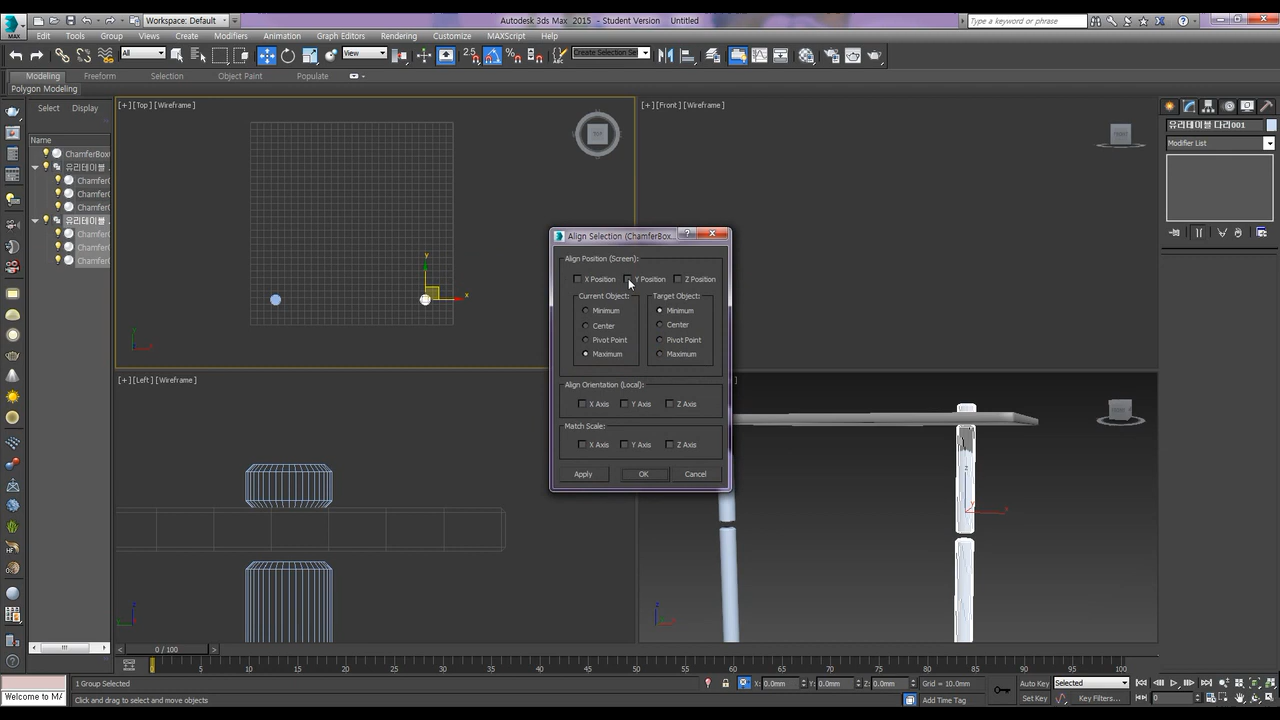 Workspace: Default
Autodesk 3ds Max 2015 - Student Version Untitled
Type a keyword or phrase
MAX
Edit Tools Group Views Create Modifiers Animation Graph Editors Rendering Customize MAXScript Help
All
View
2.5
Create Selection Se
Modeling Freeform Selection Object Paint Populate
Polygon Modeling
Select Display
Name
ChamferBox
유리테이블
ChamferC
ChamferC
ChamferC
유리테이블
ChamferC
ChamferC
ChamferC
[+] [Top] [Wireframe]
TOP
y
x
[+] [Front] [Wireframe]
FRONT
[+] [Left] [Wireframe]
유리테이블 다리001
Modifier List
Align Selection (ChamferBox...
Align Position (Screen):
X Position Y Position Z Position
Current Object: Target Object:
Minimum Minimum
Center Center
Pivot Point Pivot Point
Maximum Maximum
Align Orientation (Local):
X Axis Y Axis Z Axis
Match Scale:
X Axis Y Axis Z Axis
Apply OK Cancel
0 / 100
0 5 10 15 20 25 30 35 40 45 50 55 60 65 70 75 80 85 90 95 100
1 Group Selected
X: 0.0mm Y: 0.0mm Z: 0.0mm Grid = 10.0mm
Auto Key Selected
Welcome to MA
Click and drag to select and move objects
Add Time Tag
Set Key Key Filters...
0